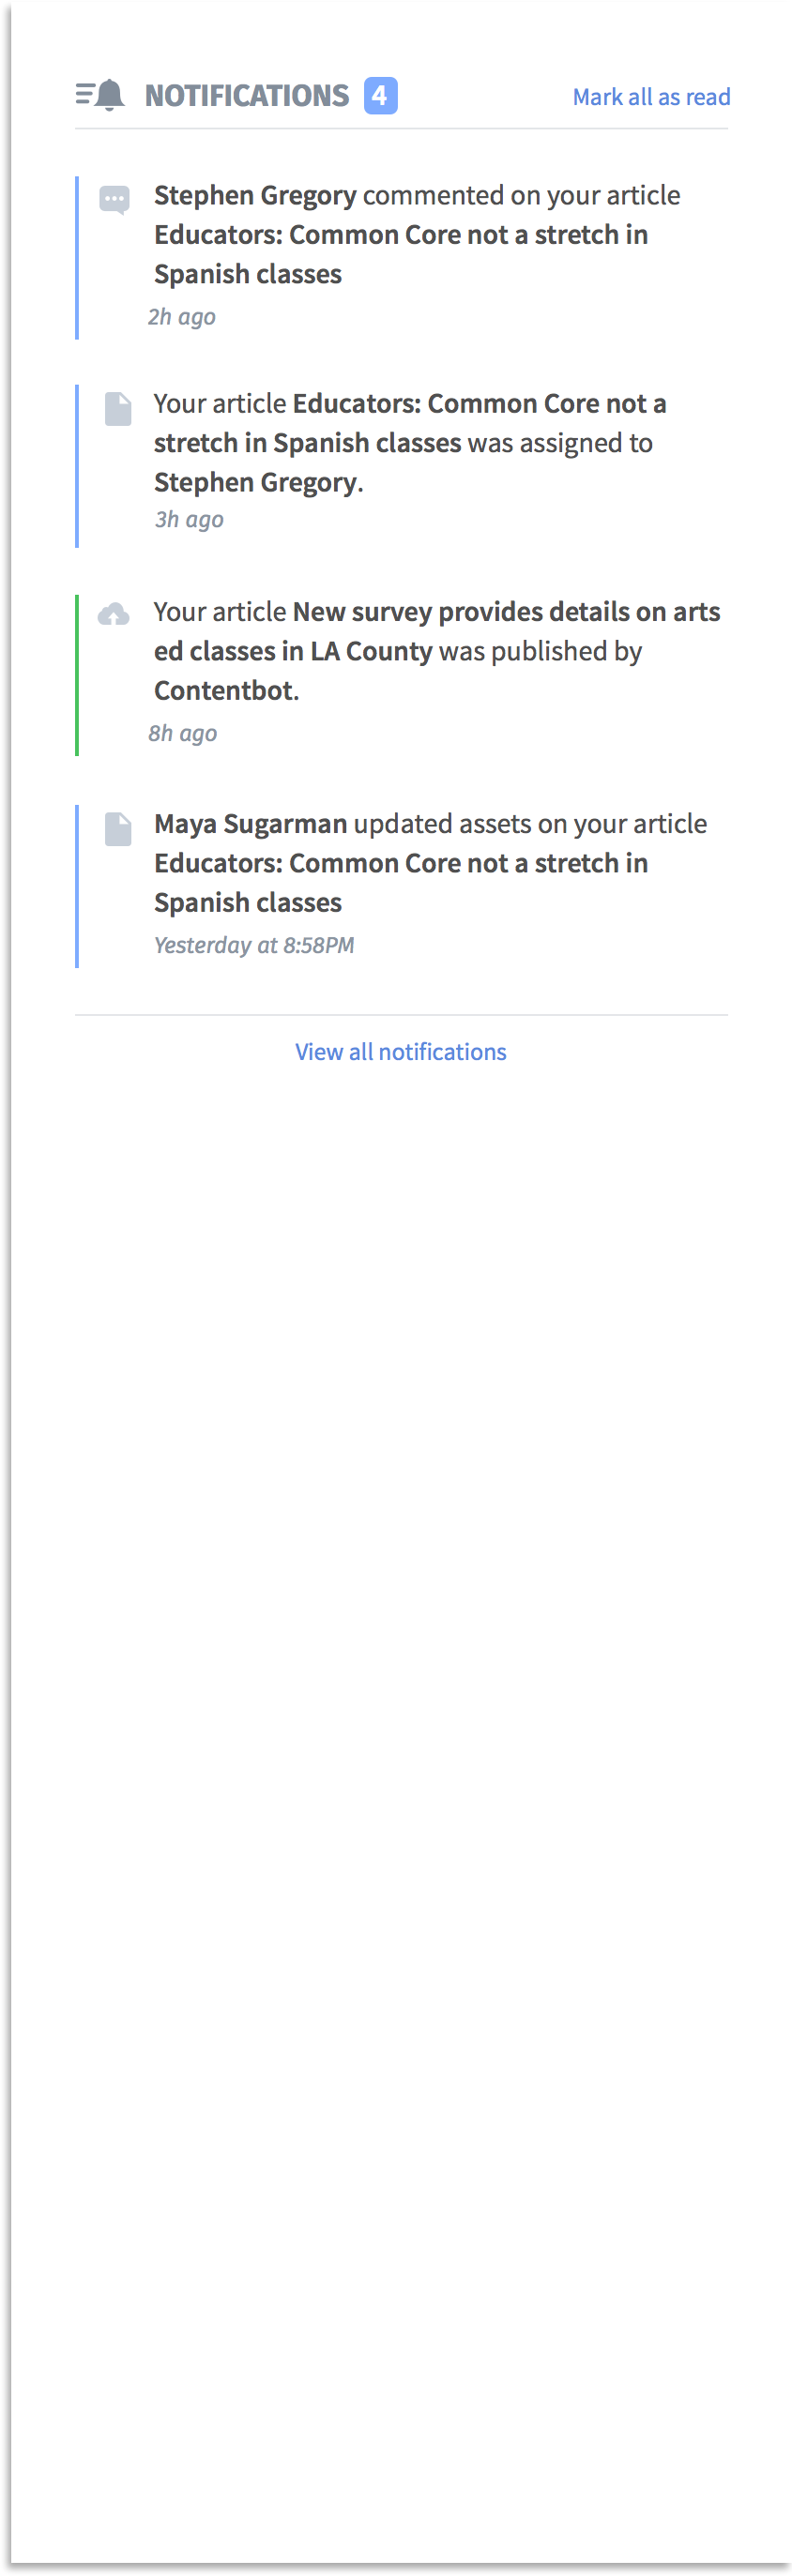 NOTIFICATIONS 4 Mark all as read
Stephen Gregory commented on your article
Educators: Common Core not a stretch in
Spanish classes
2h ago
Your article Educators: Common Core not a
stretch in Spanish classes was assigned to
Stephen Gregory.
3h ago
Your article New survey provides details on arts
ed classes in LA County was published by
Contentbot.
8h ago
Maya Sugarman updated assets on your article
Educators: Common Core not a stretch in
Spanish classes
Yesterday at 8:58PM
View all notifications